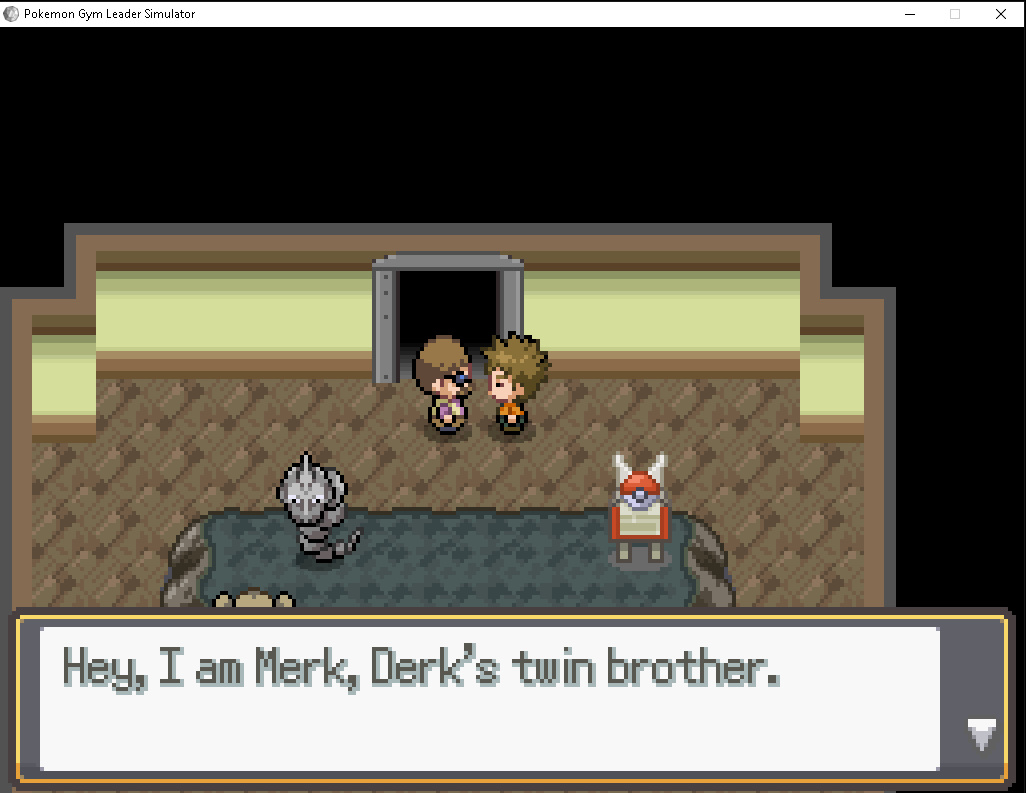 Pokemon Gym Leader Simulator
Hey, I am Merk, Derk's twin brother.